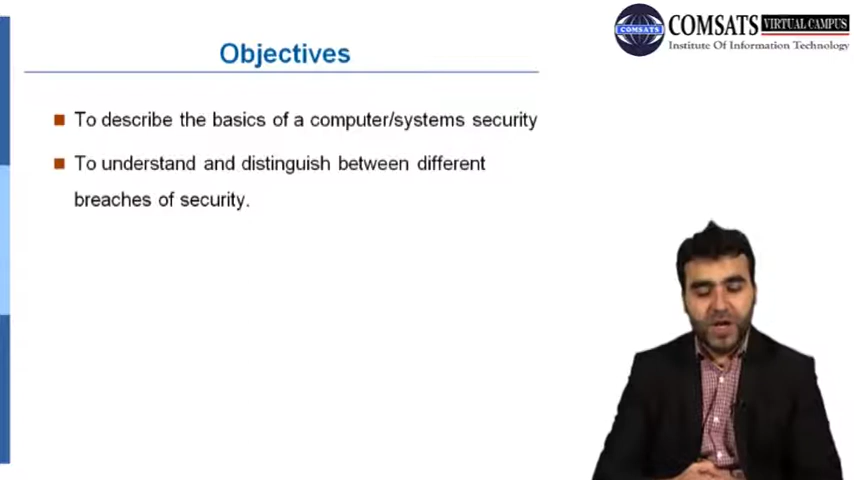 Objectives
COMSATS VIRTUAL CAMPUS
Institute Of Information Technology
COMSATS
To describe the basics of a computer/systems security
To understand and distinguish between different
breaches of security.